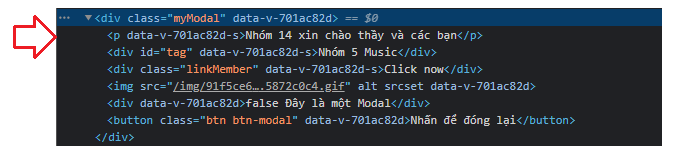 <div class="myModal" data-v-701ac82d> == $0
<p data-v-701ac82d-s>Nhóm 14 xin chào thầy và các bạn</p>
<div id="tag" data-v-701ac82d-s>Nhóm 5 Music</div>
<div class="linkMember" data-v-701ac82d-s>Click now</div>
<img src="/img/91f5ce6….5872c0c4.gif" alt srcset data-v-701ac82d>
<div data-v-701ac82d>false Đây là một Modal</div>
<button class="btn btn-modal" data-v-701ac82d>Nhấn để đóng lại</button>
</div>